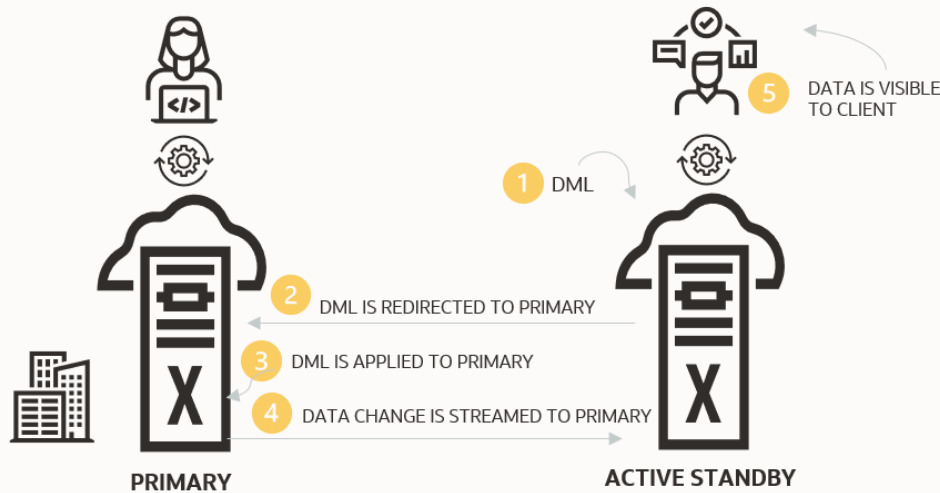 </>
5
DATA IS VISIBLE
TO CLIENT
1
DML
2
DML IS REDIRECTED TO PRIMARY
3
DML IS APPLIED TO PRIMARY
4
DATA CHANGE IS STREAMED TO PRIMARY
X
X
PRIMARY
ACTIVE STANDBY